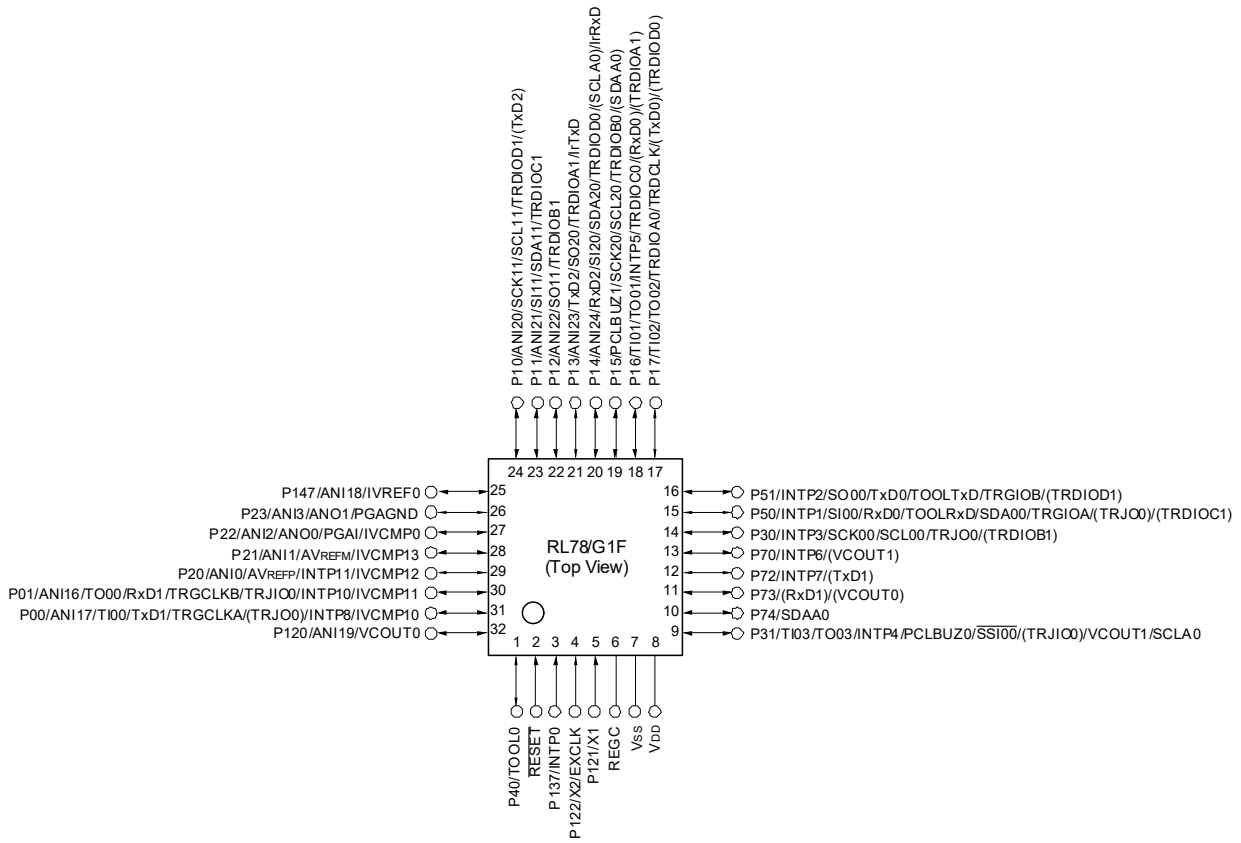 P10/ANI20/SCK11/SCL11/TRDIOD1/(TxD2)
P11/ANI21/SI11/SDA11/TRDIOC1
P12/ANI22/SO11/TRDIOB1
P13/ANI23/TxD2/SO20/TRDIOA1/IrTxD
P14/ANI24/RxD2/SI20/SDA20/TRDIOD0/(SCLA0)/IrRxD
P15/PCLBUZ1/SCK20/SCL20/TRDIOB0/(SDAA0)
P16/TI01/TO01/INTP5/TRDIOC0/(RxD0)/(TRDIOA1)
P17/TI02/TO02/TRDIOA0/TRDCLK/(TxD0)/(TRDIOD0)
24 23 22 21 20 19 18 17
P147/ANI18/IVREF0 25
P23/ANI3/ANO1/PGAGND 26
P22/ANI2/ANO0/PGAI/IVCMP0 27
P21/ANI1/AVREFM/IVCMP13 28
P20/ANI0/AVREFP/INTP11/IVCMP12 29
P01/ANI16/TO00/RxD1/TRGCLKB/TRJIO0/INTP10/IVCMP11 30
P00/ANI17/TI00/TxD1/TRGCLKA/(TRJO0)/INTP8/IVCMP10 31
P120/ANI19/VCOUT0 32
RL78/G1F
(Top View)
16 P51/INTP2/SO00/TxD0/TOOLTxD/TRGIOB/(TRDIOD1)
15 P50/INTP1/SI00/RxD0/TOOLRxD/SDA00/TRGIOA/(TRJO0)/(TRDIOC1)
14 P30/INTP3/SCK00/SCL00/TRJO0/(TRDIOB1)
13 P70/INTP6/(VCOUT1)
12 P72/INTP7/(TxD1)
11 P73/(RxD1)/(VCOUT0)
10 P74/SDAA0
9 P31/TI03/TO03/INTP4/PCLBUZ0/SSI00/(TRJIO0)/VCOUT1/SCLA0
1 2 3 4 5 6 7 8
P40/TOOL0
RESET
P137/INTP0
P122/X2/EXCLK
P121/X1
REGC
VSS
VDD